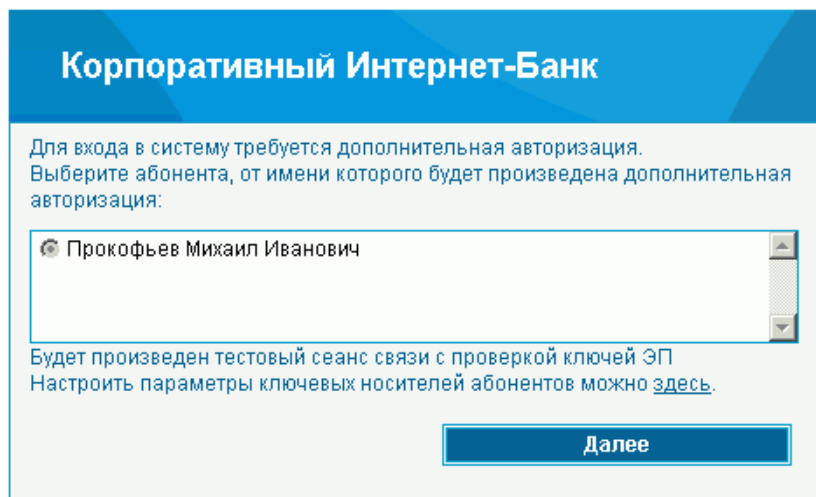 Корпоративный Интернет-Банк
Для входа в систему требуется дополнительная авторизация.
Выберите абонента, от имени которого будет произведена дополнительная
авторизация:
Прокофьев Михаил Иванович
Будет произведен тестовый сеанс связи с проверкой ключей ЭП
Настроить параметры ключевых носителей абонентов можно здесь.
Далее